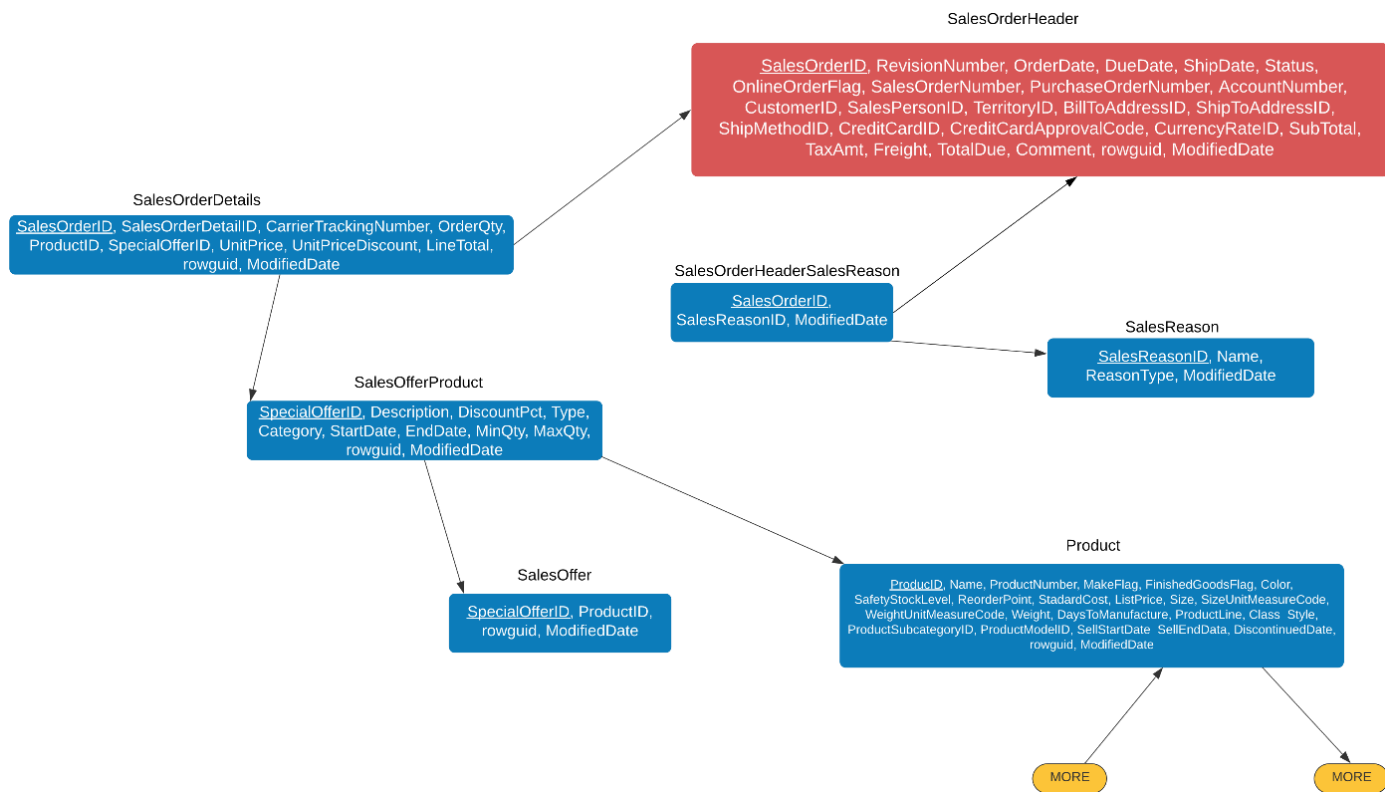 SalesOrderHeader
SalesOrderID, RevisionNumber, OrderDate, DueDate, ShipDate, Status,
OnlineOrderFlag, SalesOrderNumber, PurchaseOrderNumber, AccountNumber,
CustomerID, SalesPersonID, TerritoryID, BillToAddressID, ShipToAddressID,
ShipMethodID, CreditCardID, CreditCardApprovalCode, CurrencyRateID, SubTotal,
TaxAmt, Freight, TotalDue, Comment, rowguid, ModifiedDate
SalesOrderDetails
SalesOrderID, SalesOrderDetailID, CarrierTrackingNumber, OrderQty,
ProductID, SpecialOfferID, UnitPrice, UnitPriceDiscount, LineTotal,
rowguid, ModifiedDate
SalesOrderHeaderSalesReason
SalesOrderID,
SalesReasonID, ModifiedDate
SalesReason
SalesReasonID, Name,
ReasonType, ModifiedDate
SalesOfferProduct
SpecialOfferID, Description, DiscountPct, Type,
Category, StartDate, EndDate, MinQty, MaxQty,
rowguid, ModifiedDate
SalesOffer
SpecialOfferID, ProductID,
rowguid, ModifiedDate
Product
ProducID, Name, ProductNumber, MakeFlag, FinishedGoodsFlag, Color,
SafetyStockLevel, ReorderPoint, StadardCost, ListPrice, Size, SizeUnitMeasureCode,
WeightUnitMeasureCode, Weight, DaysToManufacture, ProductLine, Class  Style,
ProductSubcategoryID, ProductModelID, SellStartDate  SellEndData, DiscontinuedDate,
rowguid, ModifiedDate
MORE
MORE